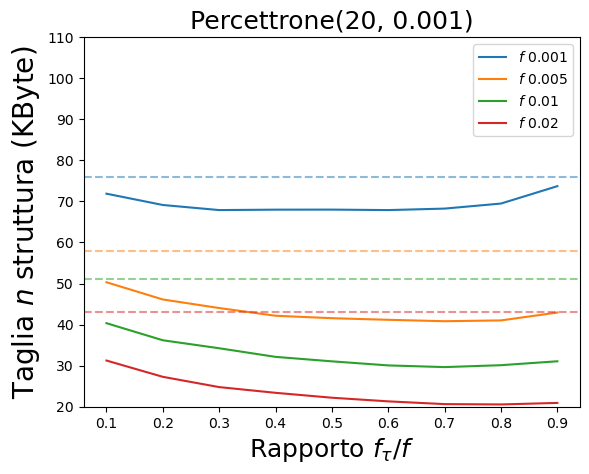 Percettrone(20, 0.001)
Taglia n struttura (KByte)
110
100
90
80
70
60
50
40
30
20
f 0.001
f 0.005
f 0.01
f 0.02
0.1 0.2 0.3 0.4 0.5 0.6 0.7 0.8 0.9
Rapporto fτ/f